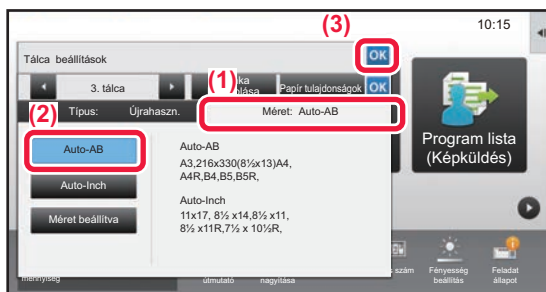 (3)
10:15
Tálca beállítások
OK
3. tálca
(1)
Papír tulajdonságok
OK
(2)
Típus: Újrahaszn.
Méret: Auto-AB
Auto-AB
Auto-AB
A3,216x330(8½x13)A4,
A4R,B4,B5,B5R,
Auto-Inch
Auto-Inch
11x17, 8½ x14,8½ x11,
8½ x11R,7½ x 10½R,
Méret beállítva
Program lista
(Képküldés)
mennyiség
útmutató
nagyítása
szám
Fényesség
beállítás
Feladat
állapot